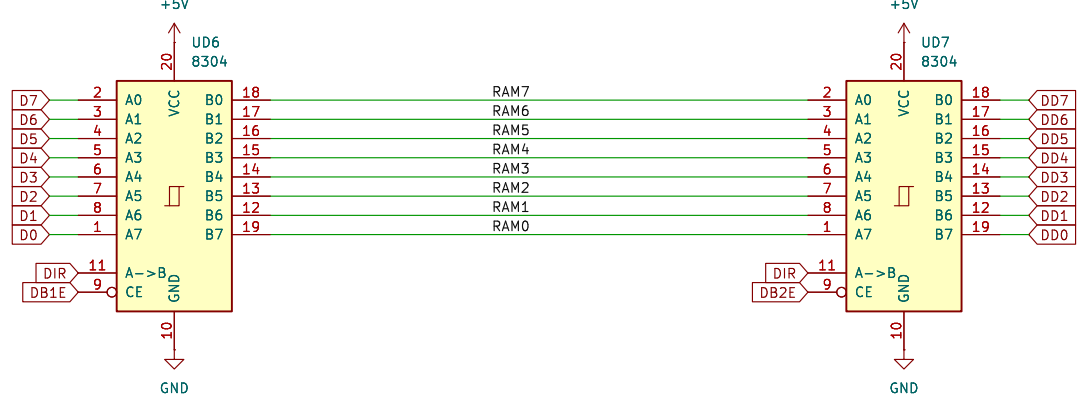 +5V +5V
UD6 UD7
8304 8304
20 20
VCC VCC
D7 2 A0 B0 18 RAM7 2 A0 B0 18 DD7
D6 3 A1 B1 17 RAM6 3 A1 B1 17 DD6
D5 4 A2 B2 16 RAM5 4 A2 B2 16 DD5
D4 5 A3 B3 15 RAM4 5 A3 B3 15 DD4
D3 6 A4 B4 14 RAM3 6 A4 B4 14 DD3
D2 7 A5 B5 13 RAM2 7 A5 B5 13 DD2
D1 8 A6 B6 12 RAM1 8 A6 B6 12 DD1
D0 1 A7 B7 19 RAM0 1 A7 B7 19 DD0
DIR 11 A->B DIR 11 A->B
DB1E 9 CE GND DB2E 9 CE GND
10 10
GND GND